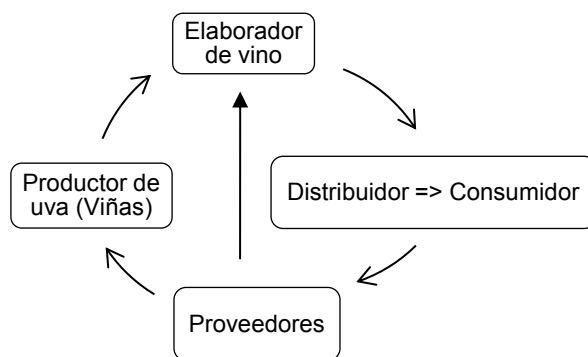 Elaborador
de vino
Productor de
uva (Viñas)
Distribuidor => Consumidor
Proveedores